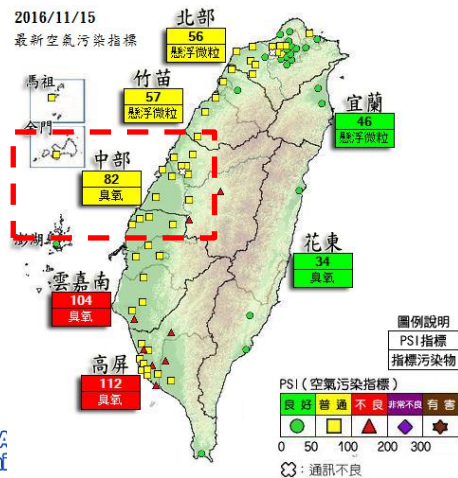 2016/11/15
最新空氣污染指標
北部
56
懸浮微粒
馬祖
竹苗
57
懸浮微粒
宜蘭
46
懸浮微粒
金門
中部
82
臭氧
澎湖
花東
34
臭氧
雲嘉南
104
臭氧
圖例說明
PSI指標
指標污染物
高屏
112
臭氧
PSI(空氣污染指標)
良好 普通 不良 非常不良 有害
0 50 100 200 300
：通訊不良